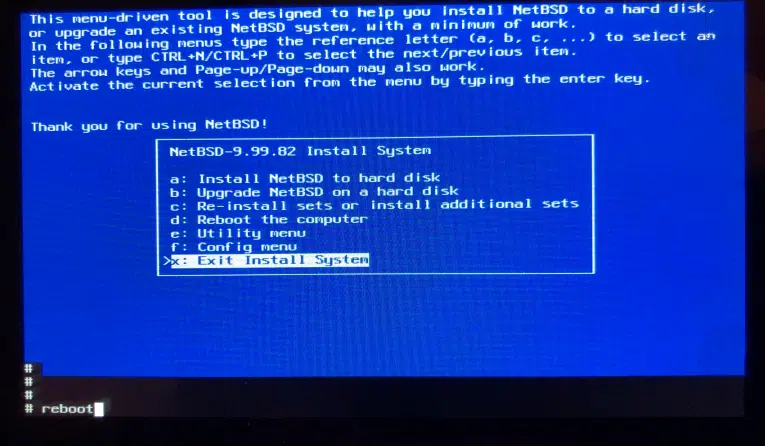 This menu-driven tool is designed to help you install NetBSD to a hard disk,
or upgrade an existing NetBSD system, with a minimum of work.
In the following menus type the reference letter (a, b, c, ...) to select an
item, or type CTRL+N/CTRL+P to select the next/previous item.
The arrow keys and Page-up/Page-down may also work.
Activate the current selection from the menu by typing the enter key.
Thank you for using NetBSD!
NetBSD-9.99.82 Install System
a: Install NetBSD to hard disk
b: Upgrade NetBSD on a hard disk
c: Re-install sets or install additional sets
d: Reboot the computer
e: Utility menu
f: Config menu
>x: Exit Install System
#
#
#
# reboot